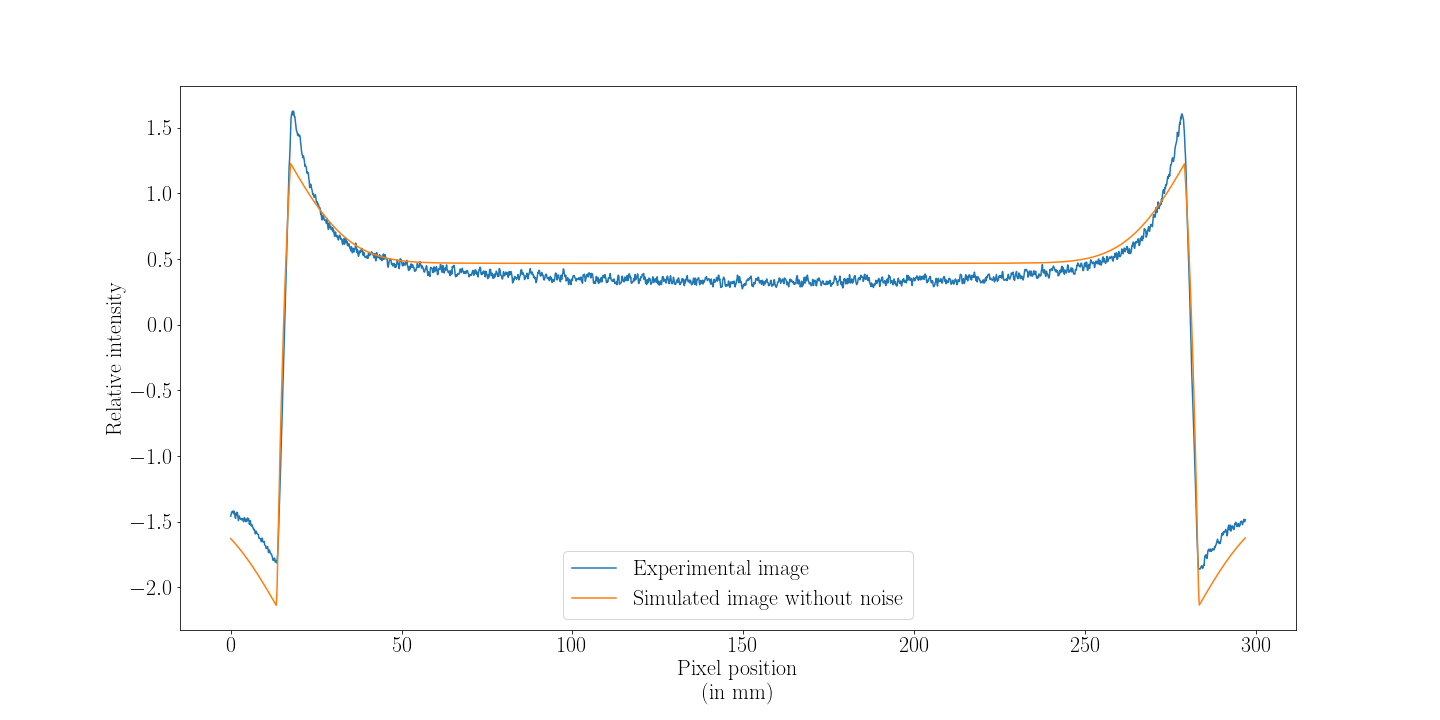 1.5
1.0
0.5
0.0
−0.5
−1.0
−1.5
−2.0
Relative intensity
Experimental image
Simulated image without noise
0 50 100 150 200 250 300
Pixel position
(in mm)